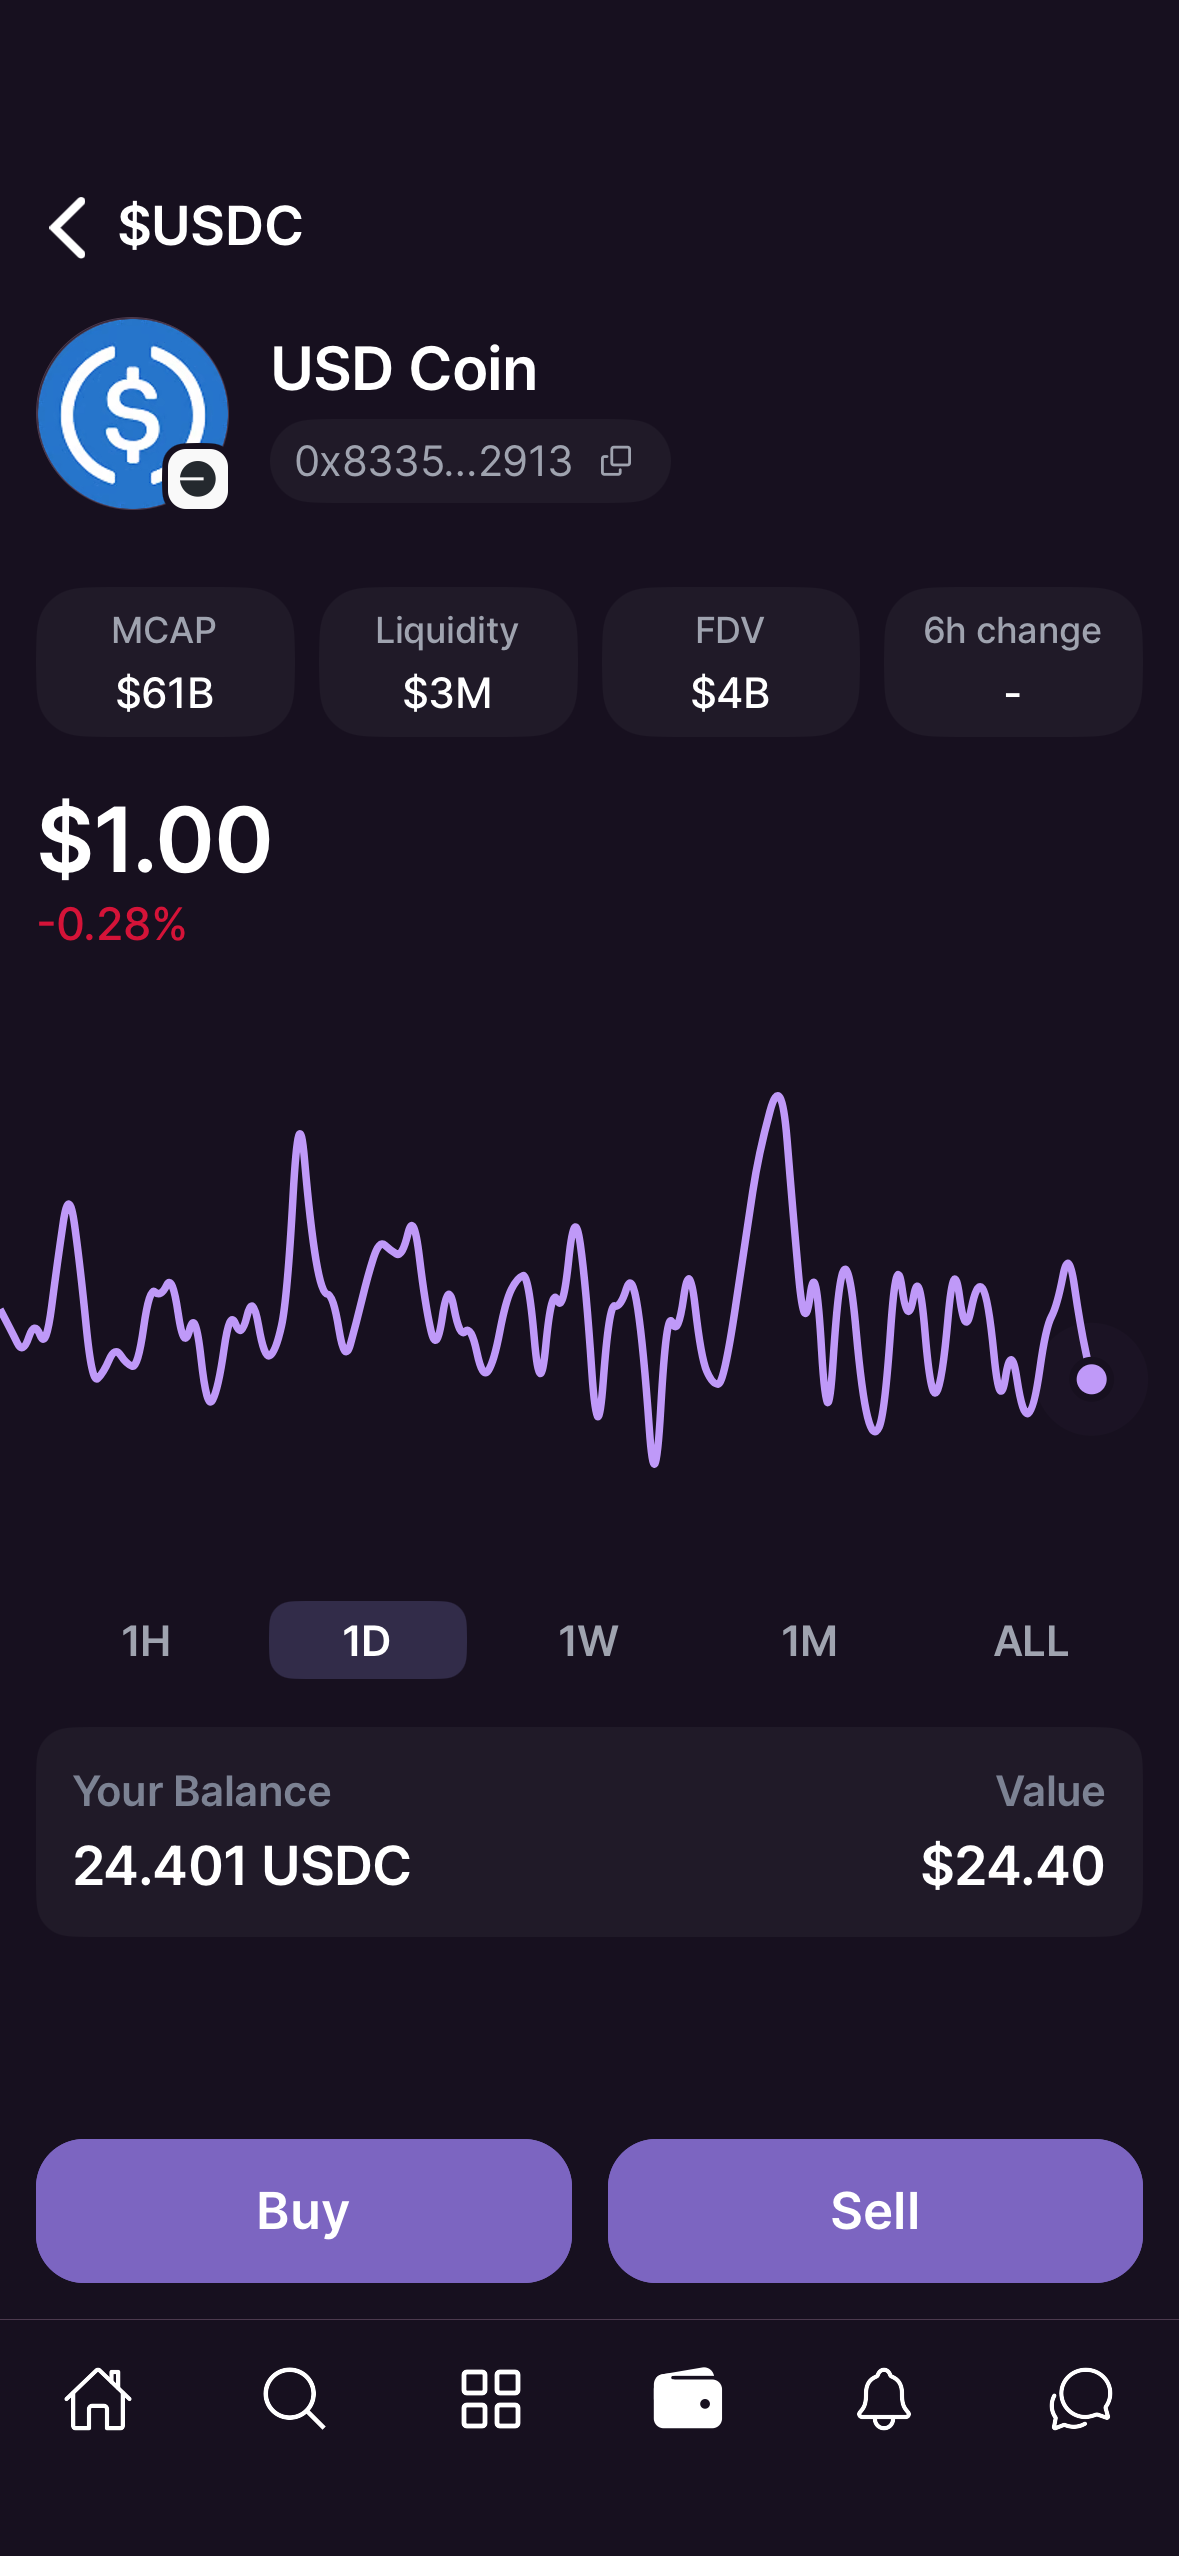 $USDC
USD Coin
0x8335...2913
MCAP
$61B
Liquidity
$3M
FDV
$4B
6h change
-
$1.00
-0.28%
1H
1D
1W
1M
ALL
Your Balance
Value
24.401 USDC
$24.40
Buy
Sell